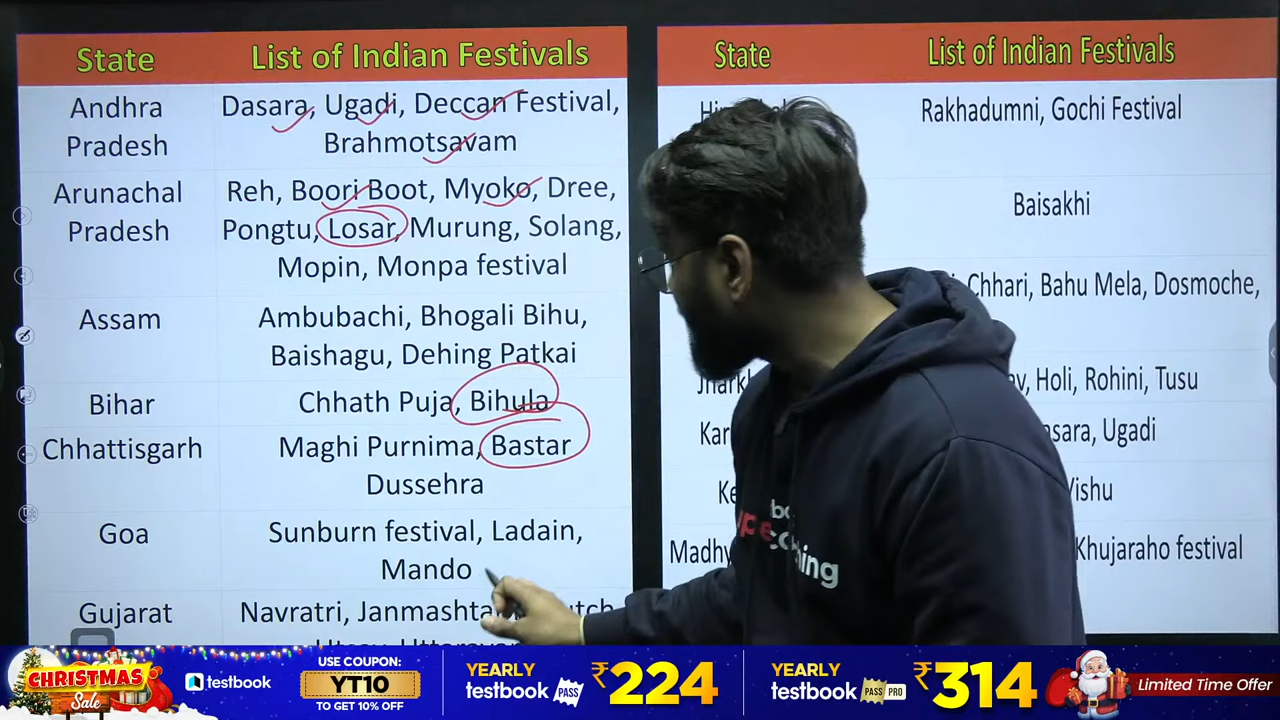 State List of Indian Festivals
Andhra Dasara, Ugadi, Deccan Festival,
Pradesh Brahmotsavam
Arunachal Reh, Boori Boot, Myoko, Dree,
Pradesh Pongtu, Losar, Murung, Solang,
Mopin, Monpa festival
Assam Ambubachi, Bhogali Bihu,
Baishagu, Dehing Patkai
Bihar Chhath Puja, Bihula
Chhattisgarh Maghi Purnima, Bastar
Dussehra
Goa Sunburn festival, Ladain,
Mando
Gujarat Navratri,
State List of Indian Festivals
Rakhadumni, Gochi Festival
Baisakhi
Chhari, Bahu Mela, Dosmoche,
Holi, Rohini, Tusu
Ugadi
Vishu
Khujaraho festival
CHRISTMAS
Sale
testbook
USE COUPON:
YT10
TO GET 10% OFF
YEARLY
testbook PASS
₹224
YEARLY
testbook PASS PRO
₹314
Limited Time Offer